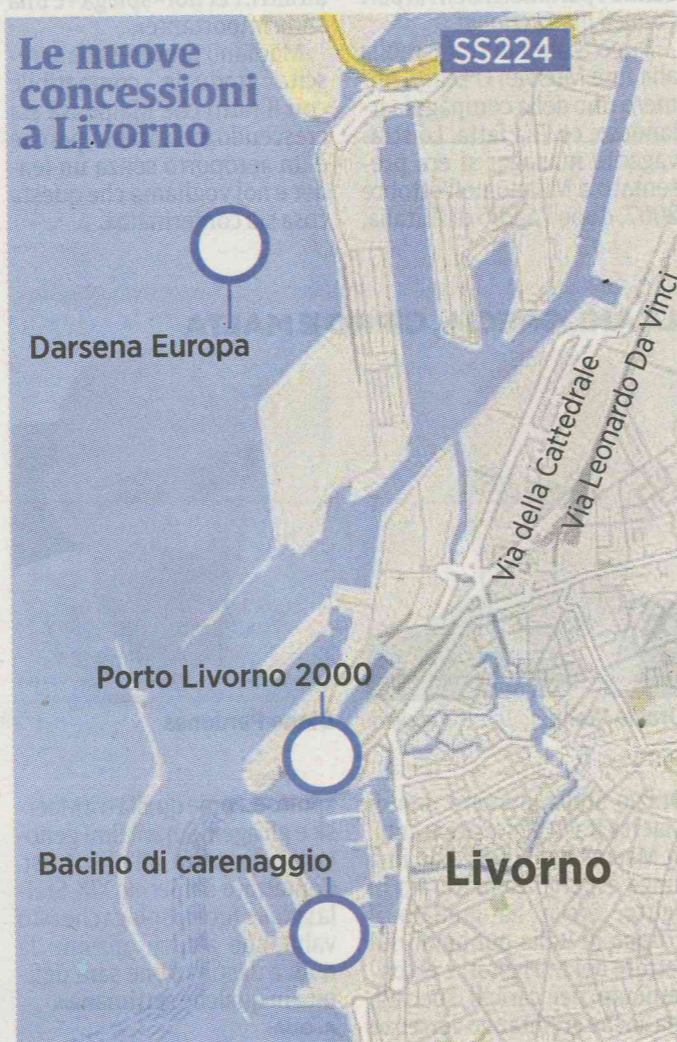 Le nuove
concessioni
a Livorno
SS224
Darsena Europa
Via della Cattedrale
Via Leonardo Da Vinci
Porto Livorno 2000
Bacino di carenaggio
Livorno